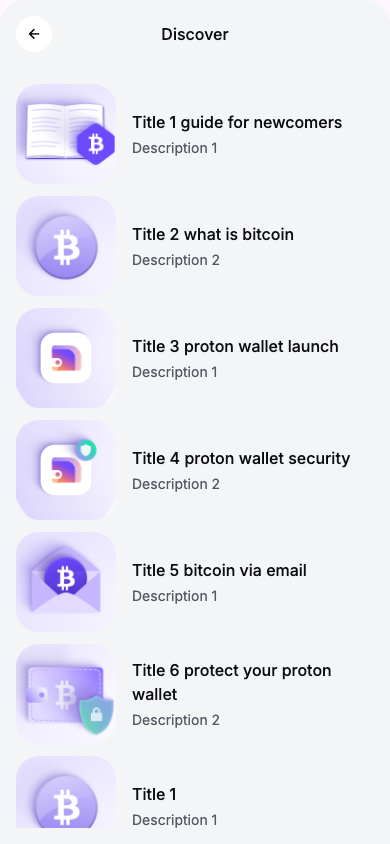 Discover
Title 1 guide for newcomers
Description 1
Title 2 what is bitcoin
Description 2
Title 3 proton wallet launch
Description 1
Title 4 proton wallet security
Description 2
Title 5 bitcoin via email
Description 1
Title 6 protect your proton
wallet
Description 2
Title 1
Description 1